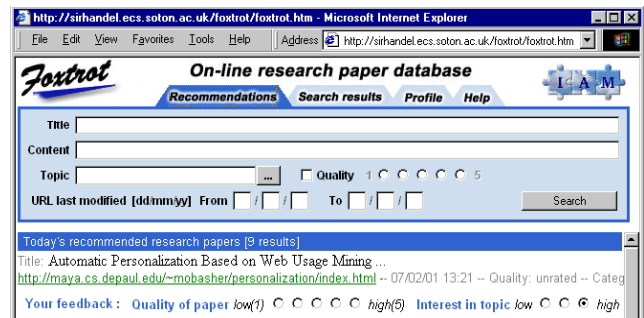 http://sirhandel.ecs.soton.ac.uk/foxtrot/foxtrot.htm - Microsoft Internet Explorer
File Edit View Favorites Tools Help Address http://sirhandel.ecs.soton.ac.uk/foxtrot/foxtrot.htm
Foxtrot On-line research paper database I A M
Recommendations Search results Profile Help
Title
Content
Topic ... Quality 1 5
URL last modified [dd/mm/yy] From / / To / / Search
Today's recommended research papers [9 results]
Title: Automatic Personalization Based on Web Usage Mining ...
http://maya.cs.depaul.edu/~mobasher/personalization/index.html -- 07/02/01 13:21 -- Quality: unrated -- Categ
Your feedback : Quality of paper low(1) high(5) Interest in topic low high